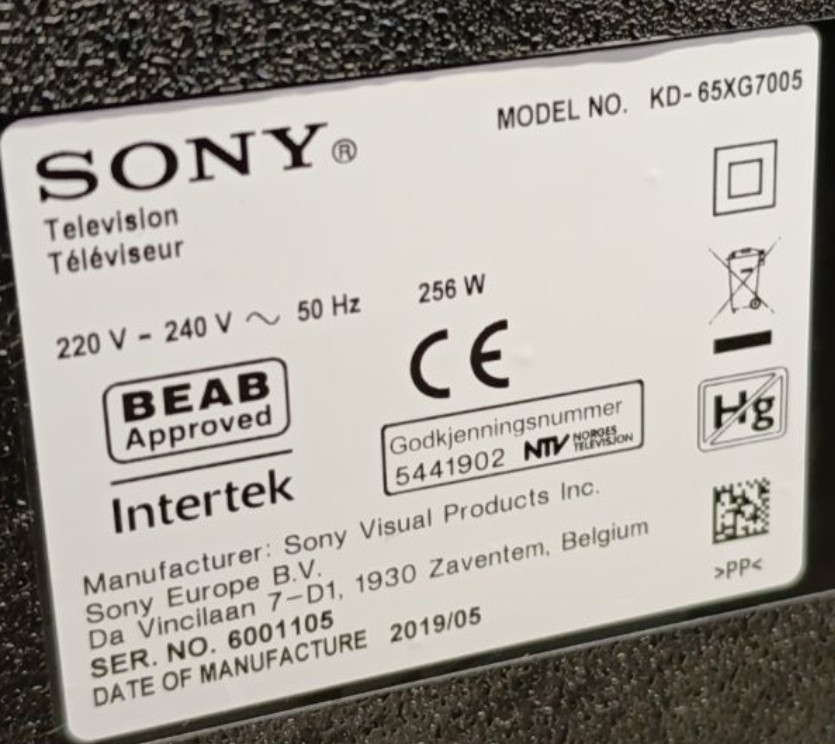 MODEL NO. KD-65XG7005
SONY®
Television
Téléviseur
220 V - 240 V ~ 50 Hz 256 W
BEAB
Approved
Intertek
CE
Godkjenningsnummer
5441902 NTV NORGES
TELEVISJON
Hg
Manufacturer: Sony Visual Products Inc.
Sony Europe B.V.
Da Vincilaan 7-D1, 1930 Zaventem, Belgium
SER. NO. 6001105
DATE OF MANUFACTURE 2019/05
>PP<